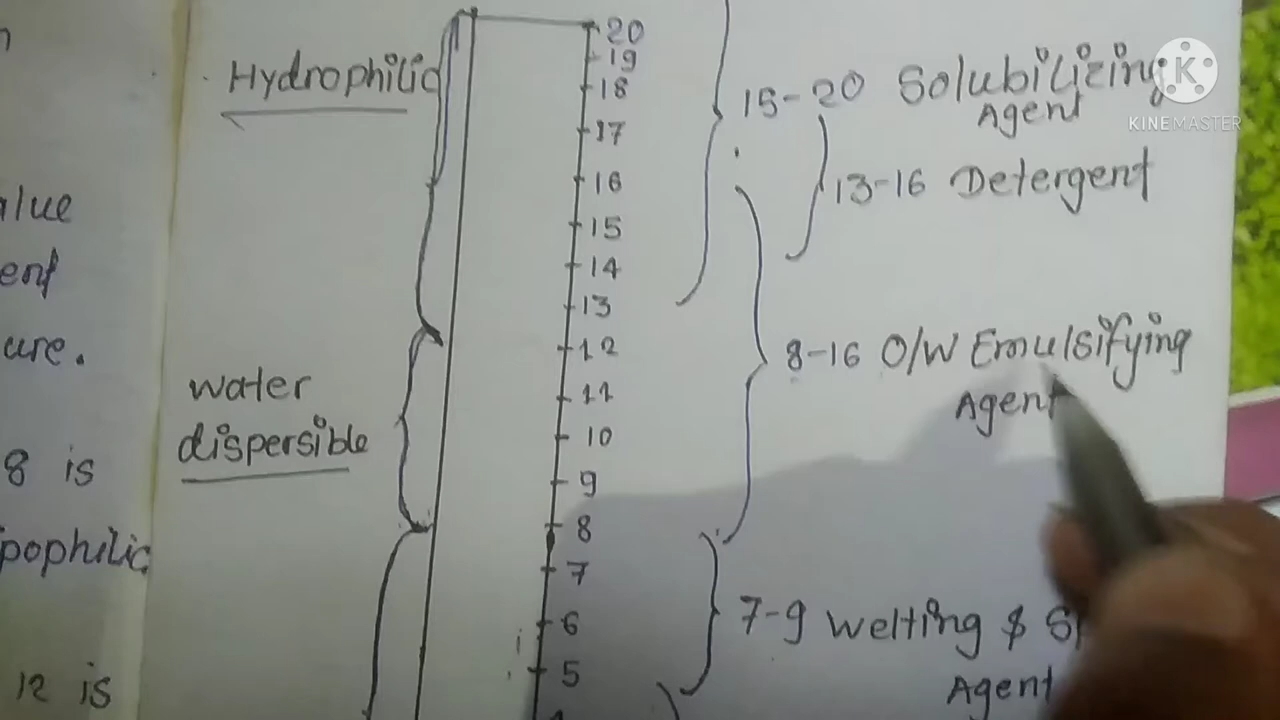 Hydrophilic
water
dispersible
20
19
18
17
16
15
14
13
12
11
10
9
8
7
6
5
15-20 Solubilizing
Agent
13-16 Detergent
8-16 O/W Emulsifying
Agent
7-9 Welting $
Agent
alue
ent
ure.
8 is
pophilic
12 is
KINEMASTER